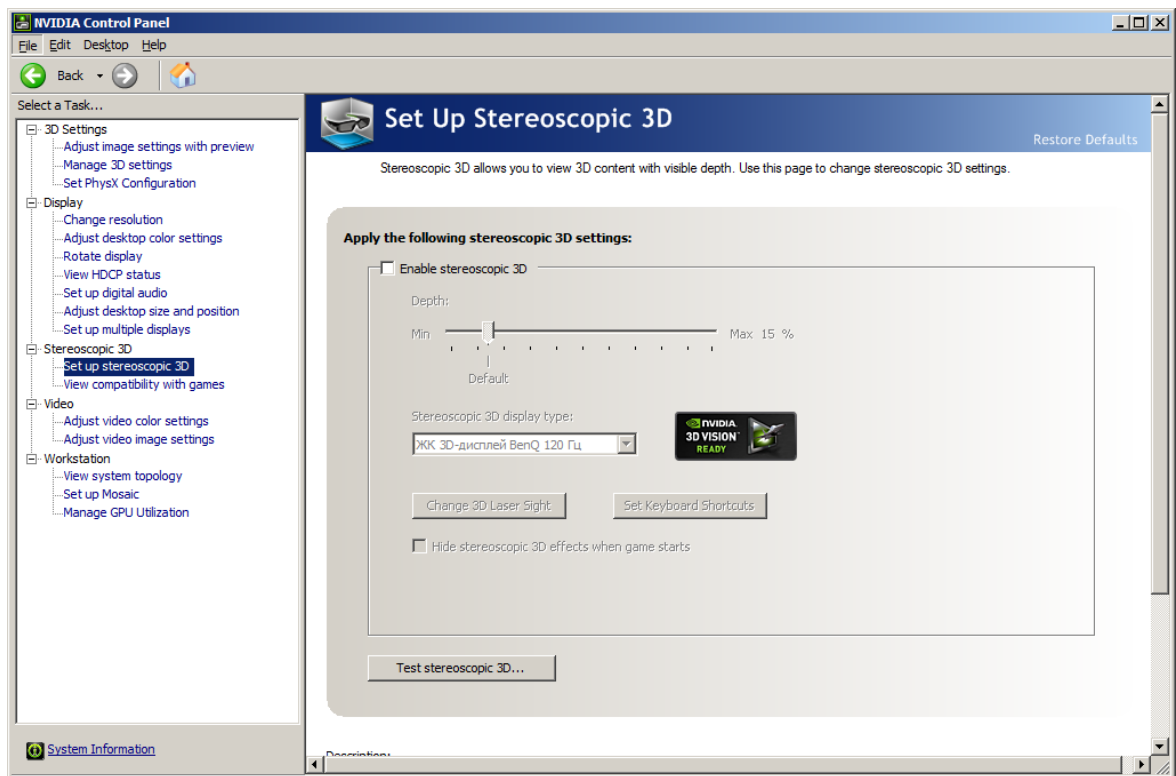 NVIDIA Control Panel
File Edit Desktop Help
Back
Select a Task...
3D Settings
Adjust image settings with preview
Manage 3D settings
Set PhysX Configuration
Display
Change resolution
Adjust desktop color settings
Rotate display
View HDCP status
Set up digital audio
Adjust desktop size and position
Set up multiple displays
Stereoscopic 3D
Set up stereoscopic 3D
View compatibility with games
Video
Adjust video color settings
Adjust video image settings
Workstation
View system topology
Set up Mosaic
Manage GPU Utilization
System Information
Set Up Stereoscopic 3D
Restore Defaults
Stereoscopic 3D allows you to view 3D content with visible depth. Use this page to change stereoscopic 3D settings.
Apply the following stereoscopic 3D settings:
Enable stereoscopic 3D
Depth:
Min Max 15 %
Default
Stereoscopic 3D display type:
ЖК 3D-дисплей BenQ 120 Гц
NVIDIA
3D VISION
READY
Change 3D Laser Sight Set Keyboard Shortcuts
Hide stereoscopic 3D effects when game starts
Test stereoscopic 3D...
Description: